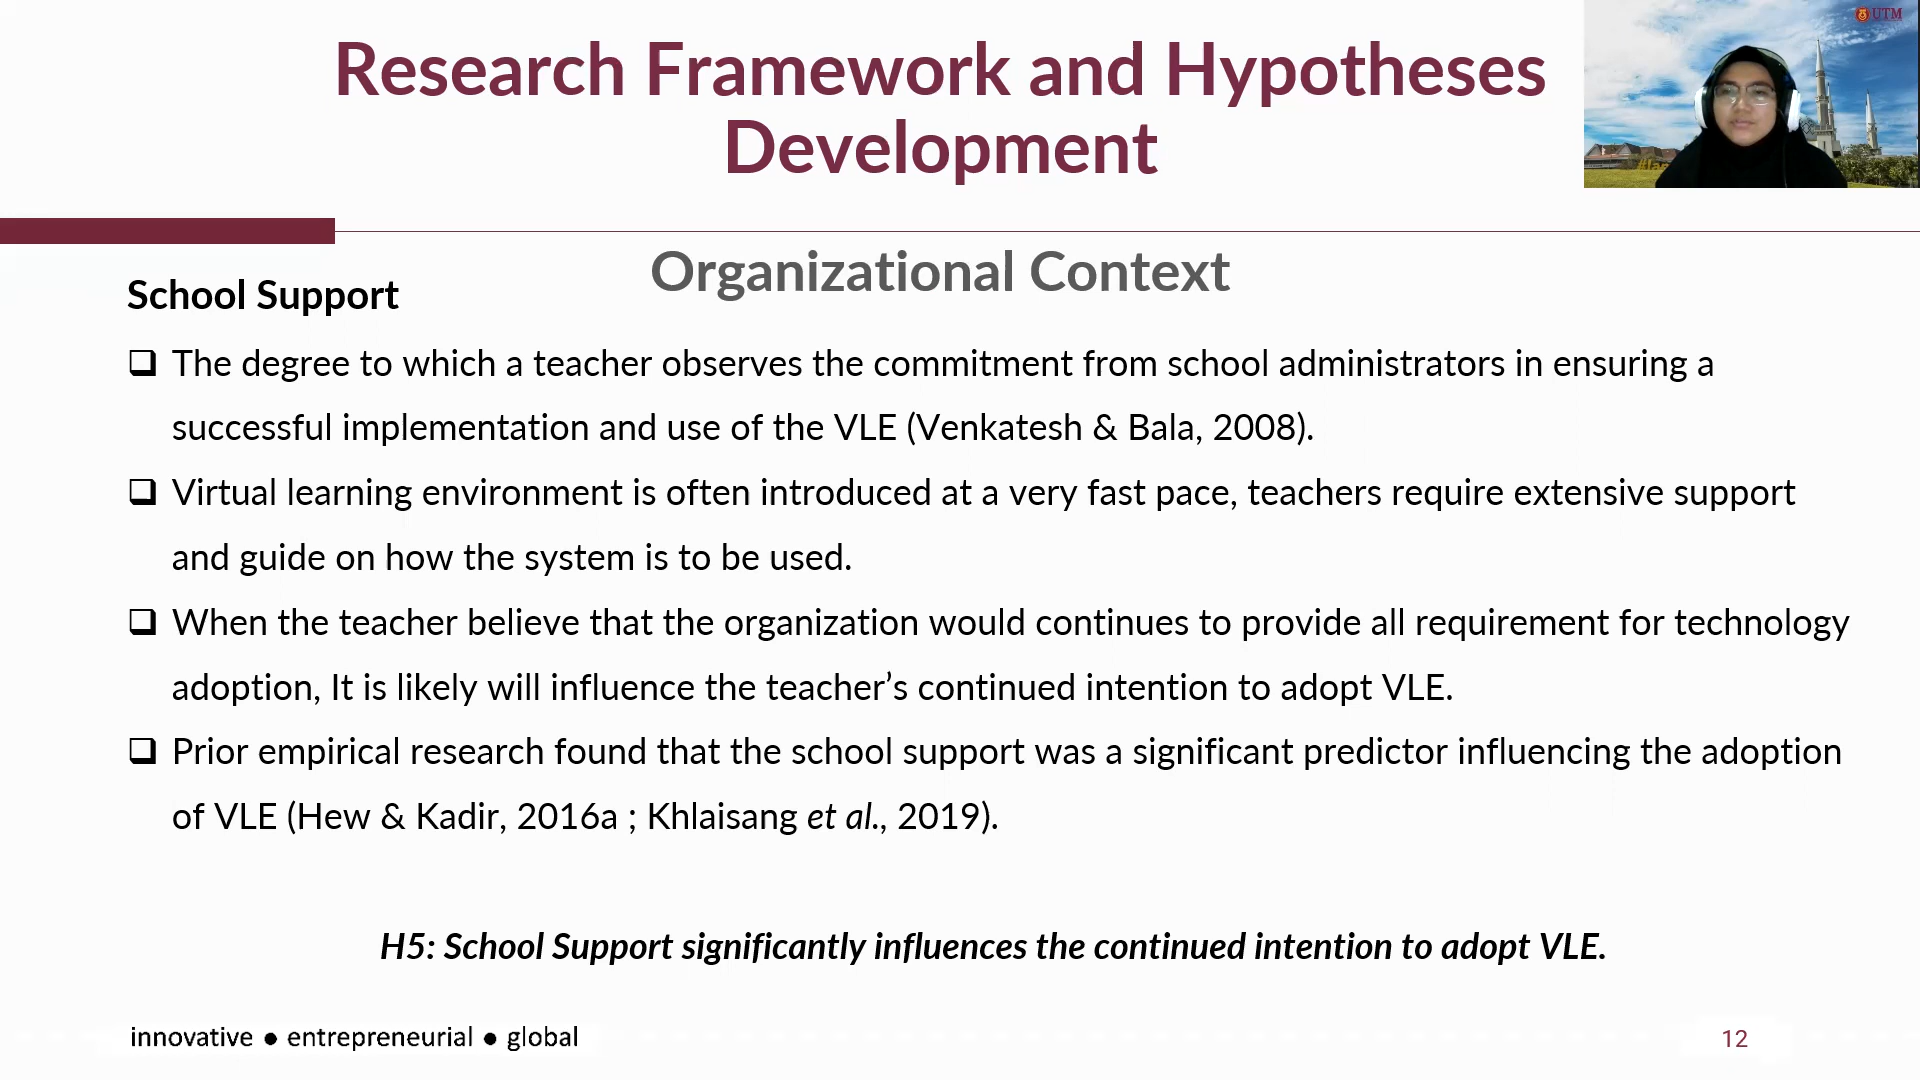 Research Framework and Hypotheses
Development
UTM
Organizational Context
School Support
❑ The degree to which a teacher observes the commitment from school administrators in ensuring a
successful implementation and use of the VLE (Venkatesh & Bala, 2008).
❑ Virtual learning environment is often introduced at a very fast pace, teachers require extensive support
and guide on how the system is to be used.
❑ When the teacher believe that the organization would continues to provide all requirement for technology
adoption, It is likely will influence the teacher’s continued intention to adopt VLE.
❑ Prior empirical research found that the school support was a significant predictor influencing the adoption
of VLE (Hew & Kadir, 2016a ; Khlaisang et al., 2019).
H5: School Support significantly influences the continued intention to adopt VLE.
innovative ● entrepreneurial ● global
12